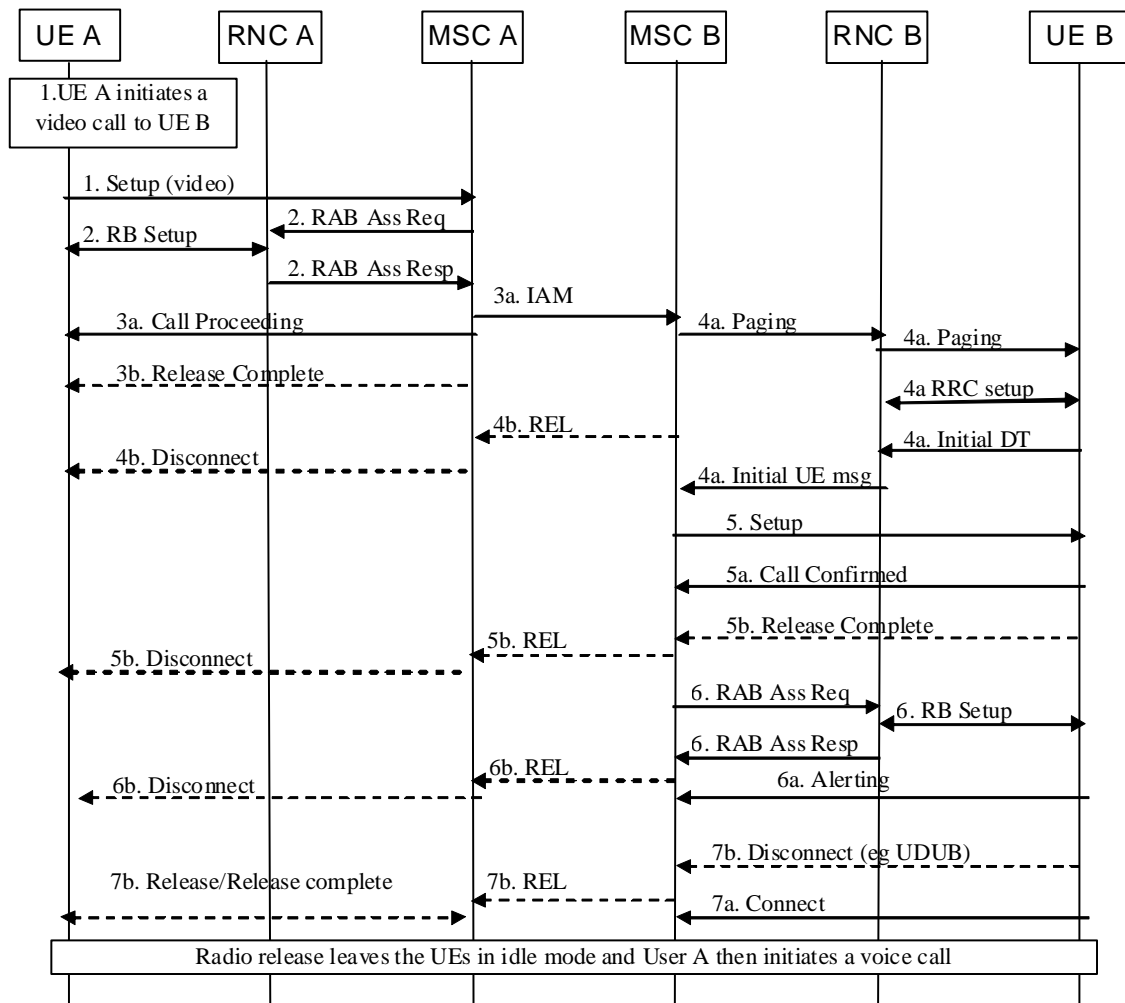 UE A
RNC A
MSC A
MSC B
RNC B
UE B
1.UE A initiates a
video call to UE B
1. Setup (video)
2. RAB Ass Req
2. RB Setup
2. RAB Ass Resp
3a. IAM
3a. Call Proceeding
4a. Paging
4a. Paging
3b. Release Complete
4a RRC setup
4b. REL
4a. Initial DT
4b. Disconnect
4a. Initial UE msg
5. Setup
5a. Call Confirmed
5b. Release Complete
5b. REL
5b. Disconnect
6. RAB Ass Req
6. RB Setup
6. RAB Ass Resp
6b. REL
6a. Alerting
6b. Disconnect
7b. Disconnect (eg UDUB)
7b. Release/Release complete
7b. REL
7a. Connect
Radio release leaves the UEs in idle mode and User A then initiates a voice call